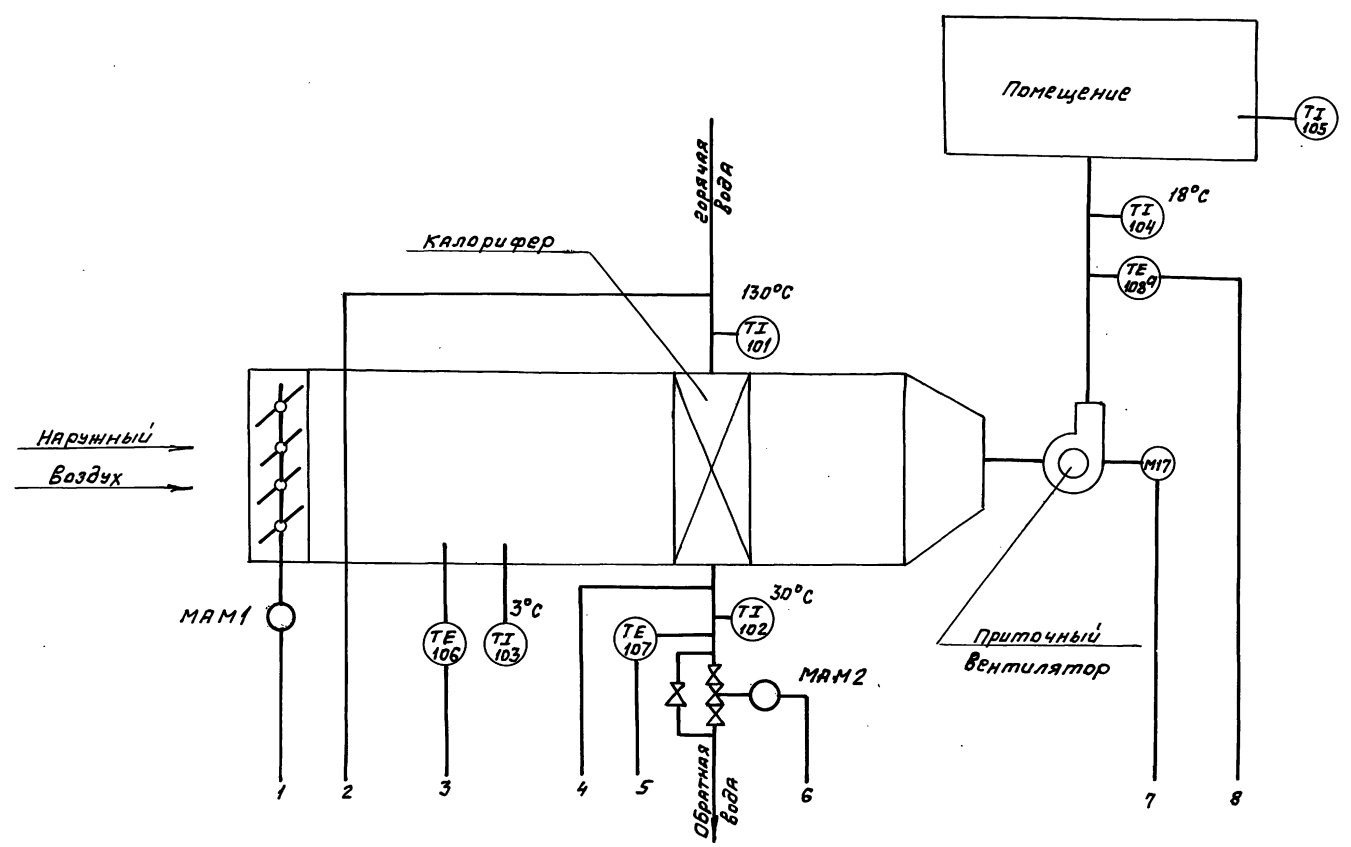 Помещение
TI
105
18°C
TI
104
TE
108а
горячая
вода
Калорифер
130°C
TI
101
Наружный
воздух
M17
МАМ1
3°C
TE
106
TI
103
30°C
TI
102
TE
107
МАМ2
Приточный
вентилятор
Обратная
вода
1
2
3
4
5
6
7
8